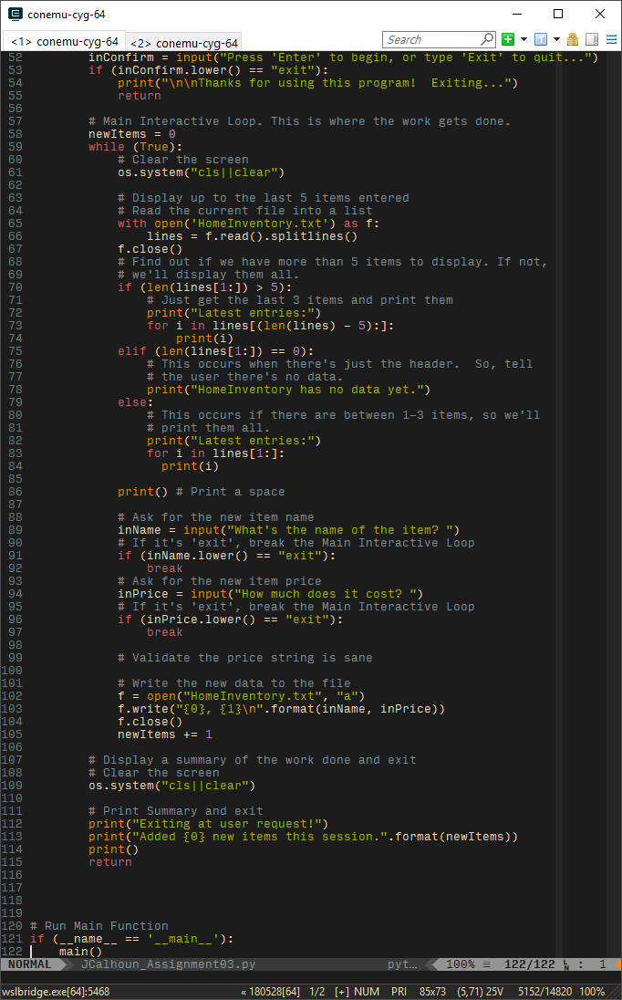 conemu-cyg-64
<1> conemu-cyg-64
<2> conemu-cyg-64
Search
52         inConfirm = input("Press 'Enter' to begin, or type 'Exit' to quit...")
53         if (inConfirm.lower() == "exit"):
54             print("\n\nThanks for using this program!  Exiting...")
55             return
56
57         # Main Interactive Loop. This is where the work gets done.
58         newItems = 0
59         while (True):
60             # Clear the screen
61             os.system("cls||clear")
62
63             # Display up to the last 5 items entered
64             # Read the current file into a list
65             with open('HomeInventory.txt') as f:
66                 lines = f.read().splitlines()
67             f.close()
68             # Find out if we have more than 5 items to display. If not,
69             # we'll display them all.
70             if (len(lines[1:]) > 5):
71                 # Just get the last 3 items and print them
72                 print("Latest entries:")
73                 for i in lines[(len(lines) - 5):]:
74                     print(i)
75             elif (len(lines[1:]) == 0):
76                 # This occurs when there's just the header.  So, tell
77                 # the user there's no data.
78                 print("HomeInventory has no data yet.")
79             else:
80                 # This occurs if there are between 1-3 items, so we'll
81                 # print them all.
82                 print("Latest entries:")
83                 for i in lines[1:]:
84                   print(i)
85
86             print() # Print a space
87
88             # Ask for the new item name
89             inName = input("What's the name of the item? ")
90             # If it's 'exit', break the Main Interactive Loop
91             if (inName.lower() == "exit"):
92                 break
93             # Ask for the new item price
94             inPrice = input("How much does it cost? ")
95             # If it's 'exit', break the Main Interactive Loop
96             if (inPrice.lower() == "exit"):
97                 break
98
99             # Validate the price string is sane
100
101             # Write the new data to the file
102             f = open("HomeInventory.txt", "a")
103             f.write("{0}, {1}\n".format(inName, inPrice))
104             f.close()
105             newItems += 1
106
107         # Display a summary of the work done and exit
108         # Clear the screen
109         os.system("cls||clear")
110
111         # Print Summary and exit
112         print("Exiting at user request!")
113         print("Added {0} new items this session.".format(newItems))
114         print()
115         return
116
117
118
119
120 # Run Main Function
121 if (__name__ == '__main__'):
122     main()
NORMAL JCalhoun_Assignment03.py pyt… 100% ≡ 122/122 LN : 1
wslbridge.exe[64]:5468 « 180528[64] 1/2 [+] NUM PRI 85x73 (5,71) 25V 5152/14820 100%